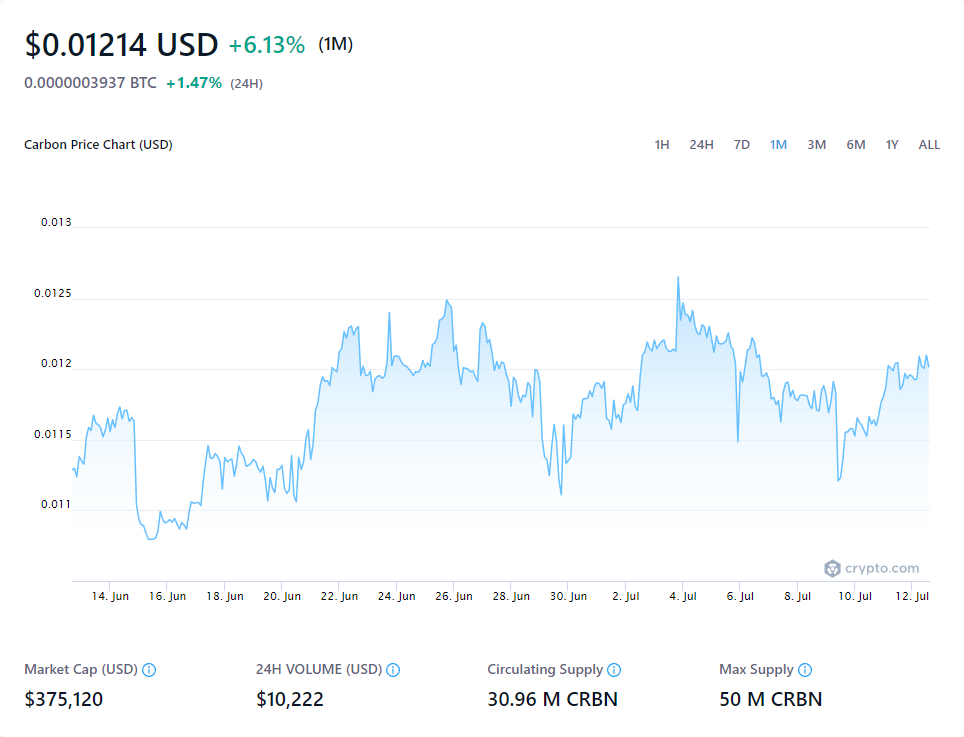 $0.01214 USD +6.13% (1M)
0.0000003937 BTC +1.47% (24H)
Carbon Price Chart (USD) 1H 24H 7D 1M 3M 6M 1Y ALL
0.013
0.0125
0.012
0.0115
0.011
crypto.com
14. Jun 16. Jun 18. Jun 20. Jun 22. Jun 24. Jun 26. Jun 28. Jun 30. Jun 2. Jul 4. Jul 6. Jul 8. Jul 10. Jul 12. Jul
Market Cap (USD) 24H VOLUME (USD) Circulating Supply Max Supply
$375,120 $10,222 30.96 M CRBN 50 M CRBN